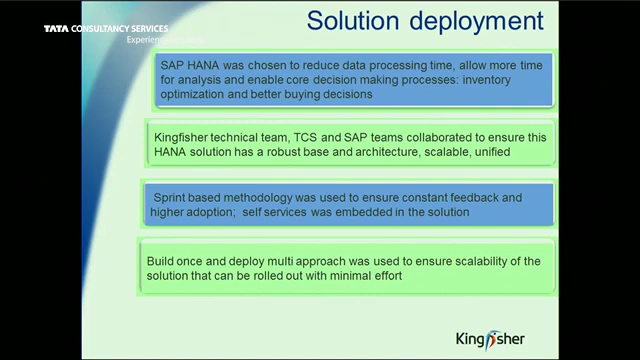 TATA CONSULTANCY SERVICES
Solution deployment
SAP HANA was chosen to reduce data processing time, allow more time
for analysis and enable core decision making processes: inventory
optimization and better buying decisions
Kingfisher technical team, TCS and SAP teams collaborated to ensure this
HANA solution has a robust base and architecture, scalable, unified
Sprint based methodology was used to ensure constant feedback and
higher adoption; self services was embedded in the solution
Build once and deploy multi approach was used to ensure scalability of the
solution that can be rolled out with minimal effort
Kingfisher